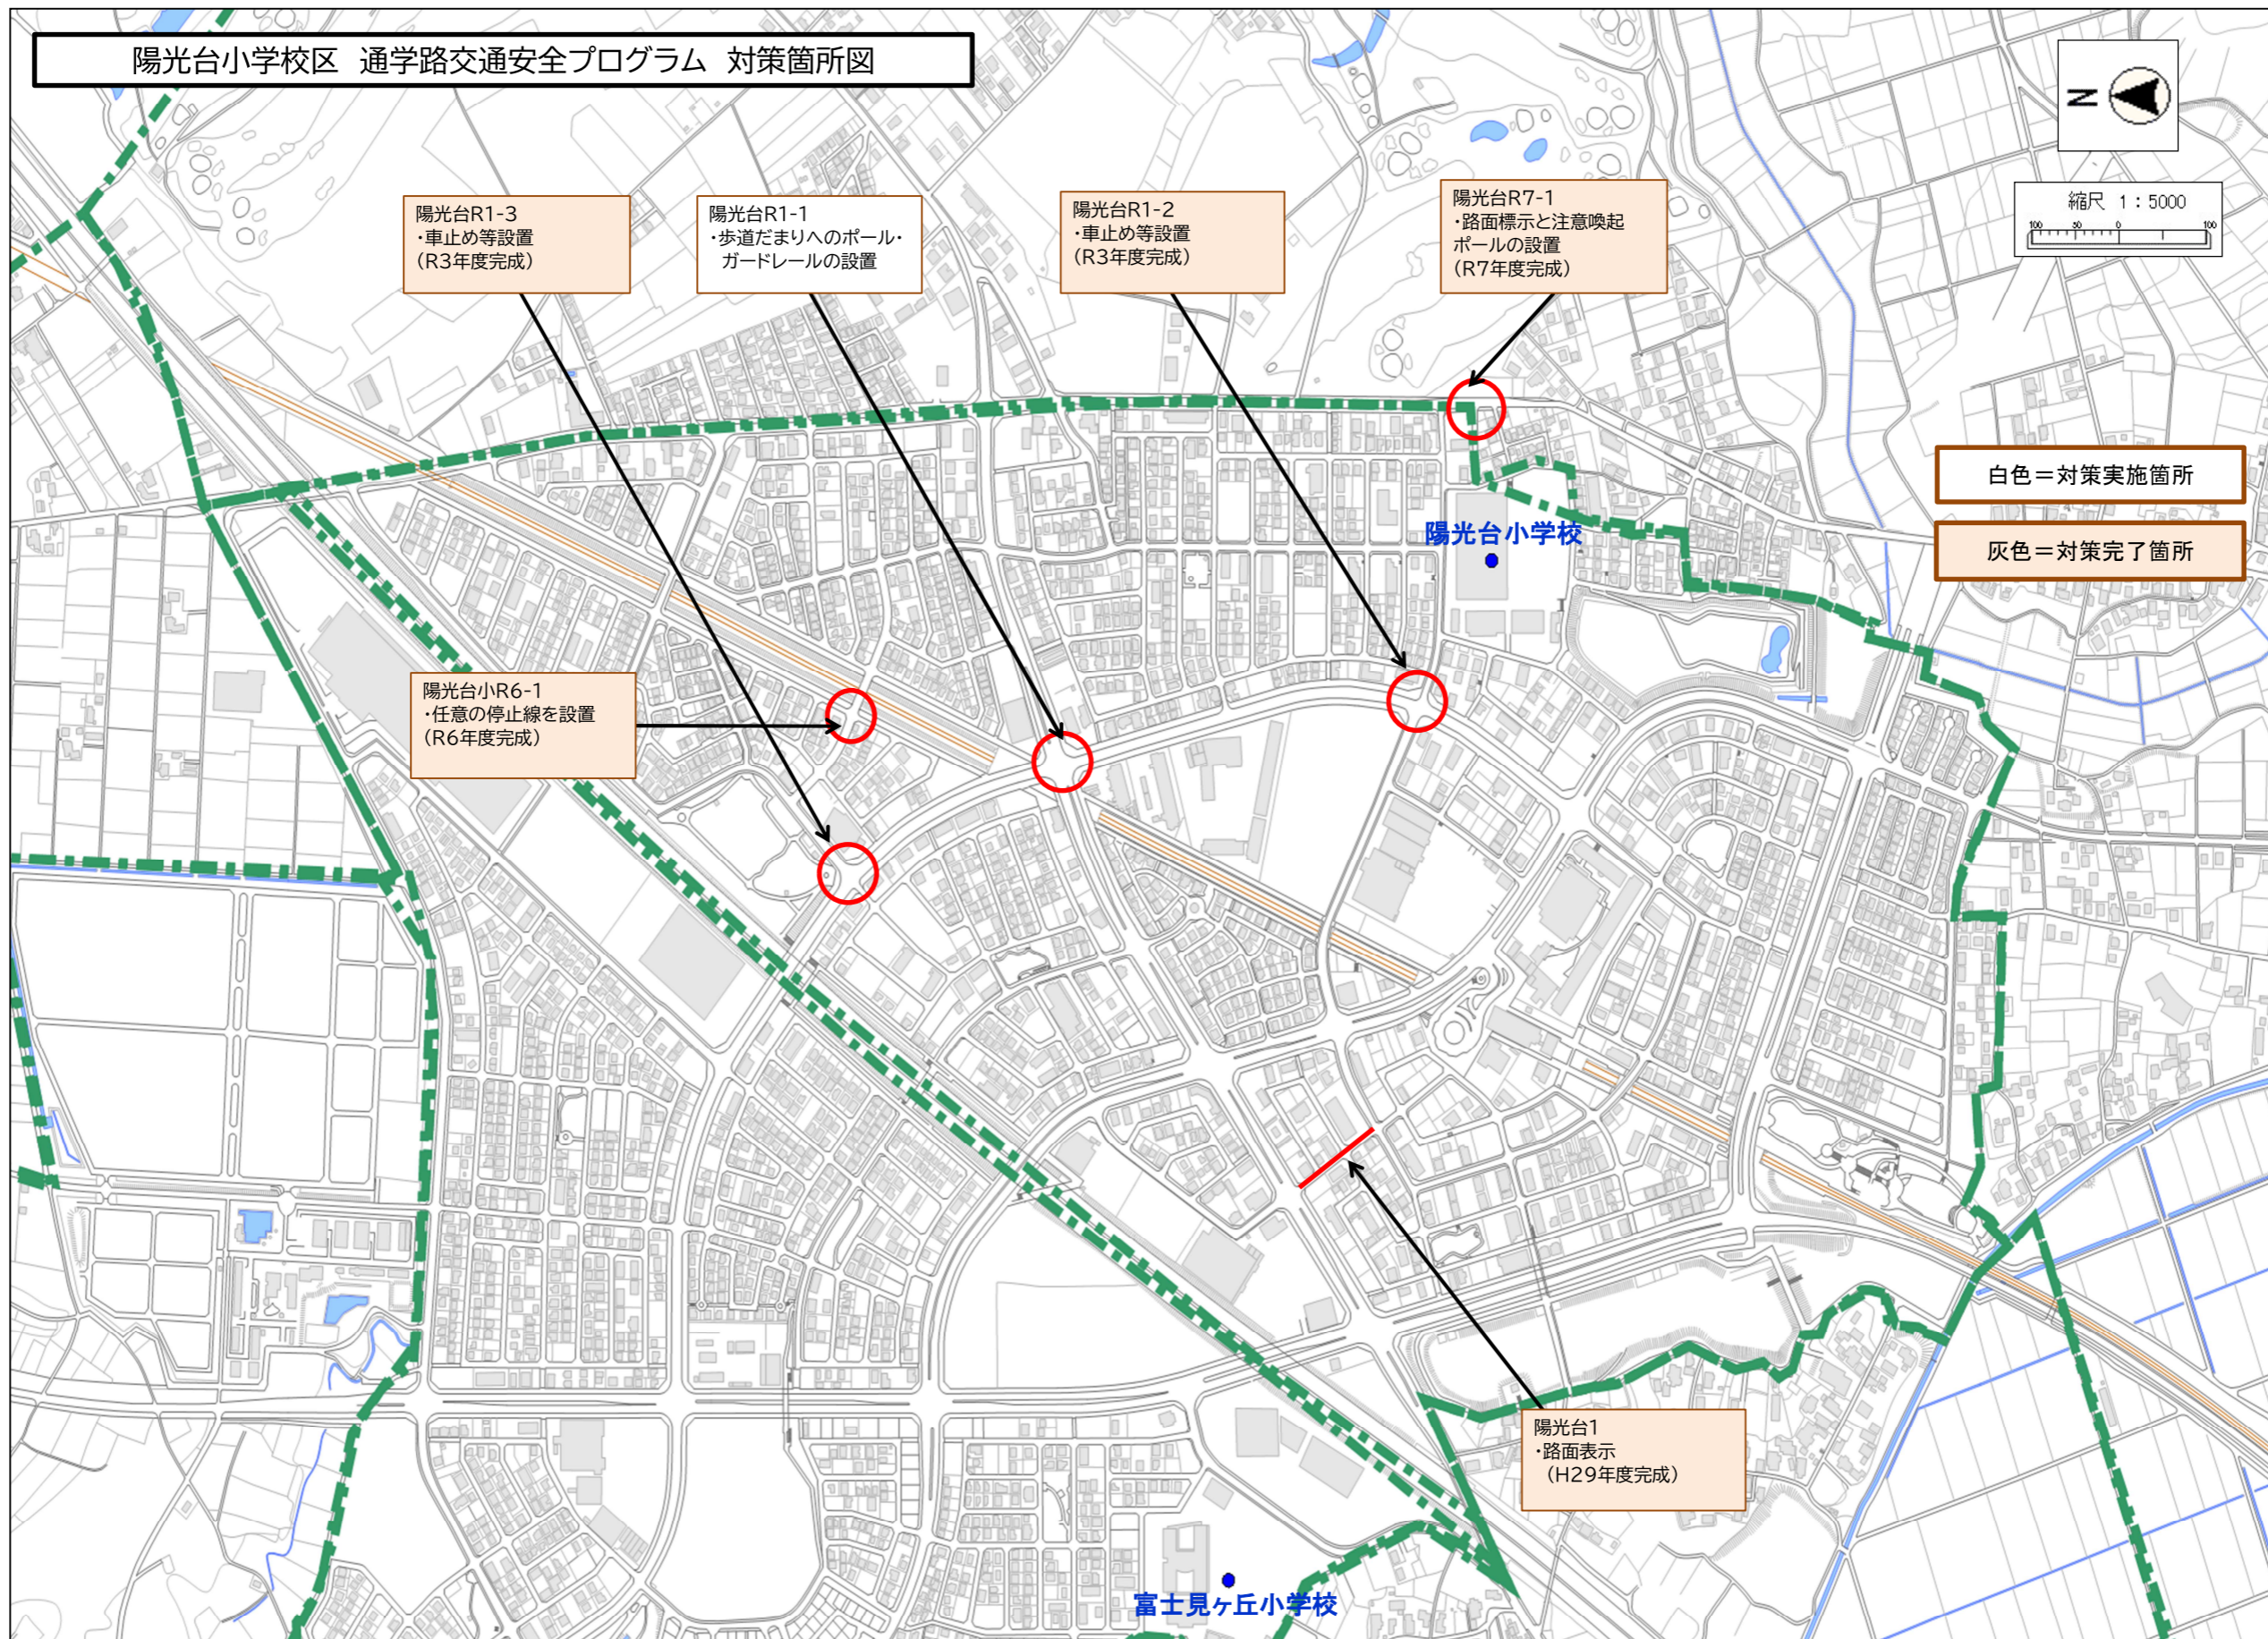 陽光台小学校区　通学路交通安全プログラム　対策箇所図
N
縮尺 1：5000
100 50 0 100
陽光台R1-3
・車止め等設置
(R3年度完成)
陽光台R1-1
・歩道だまりへのポール・
ガードレールの設置
陽光台R1-2
・車止め等設置
(R3年度完成)
陽光台R7-1
・路面標示と注意喚起
ポールの設置
(R7年度完成)
白色＝対策実施箇所
灰色＝対策完了箇所
陽光台小学校
陽光台小R6-1
・任意の停止線を設置
(R6年度完成)
陽光台1
・路面表示
（H29年度完成）
富士見ヶ丘小学校